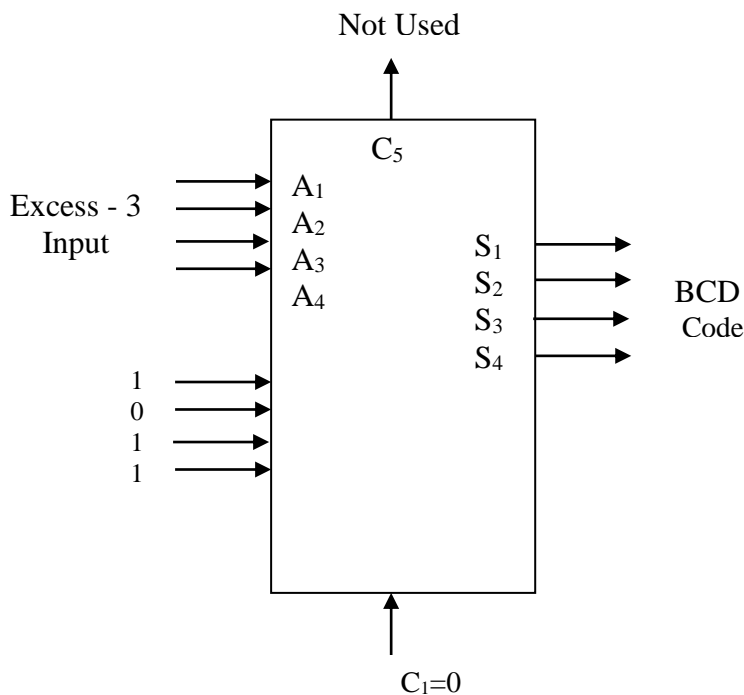 Not Used
C₅
Excess - 3
Input
A₁
A₂
A₃
A₄
S₁
S₂
S₃
S₄
BCD
Code
1
0
1
1
C₁=0